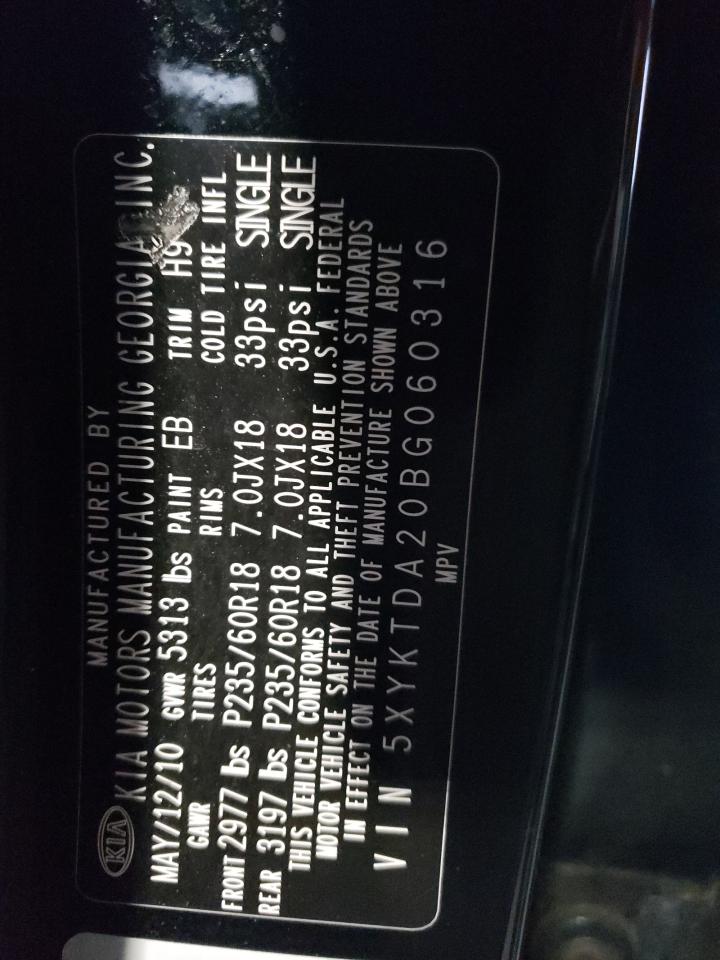 MANUFACTURED BY
KIA KIA MOTORS MANUFACTURING GEORGIA INC.
MAY/12/10 GVWR 5313 lbs PAINT EB TRIM H9
GAWR TIRES RIMS COLD TIRE INFL
FRONT 2977 lbs P235/60R18 7.0JX18 33psi SINGLE
REAR 3197 lbs P235/60R18 7.0JX18 33psi SINGLE
THIS VEHICLE CONFORMS TO ALL APPLICABLE U.S.A. FEDERAL
MOTOR VEHICLE SAFETY AND THEFT PREVENTION STANDARDS
IN EFFECT ON THE DATE OF MANUFACTURE SHOWN ABOVE
VIN 5XYKTDA20BG060316
MPV